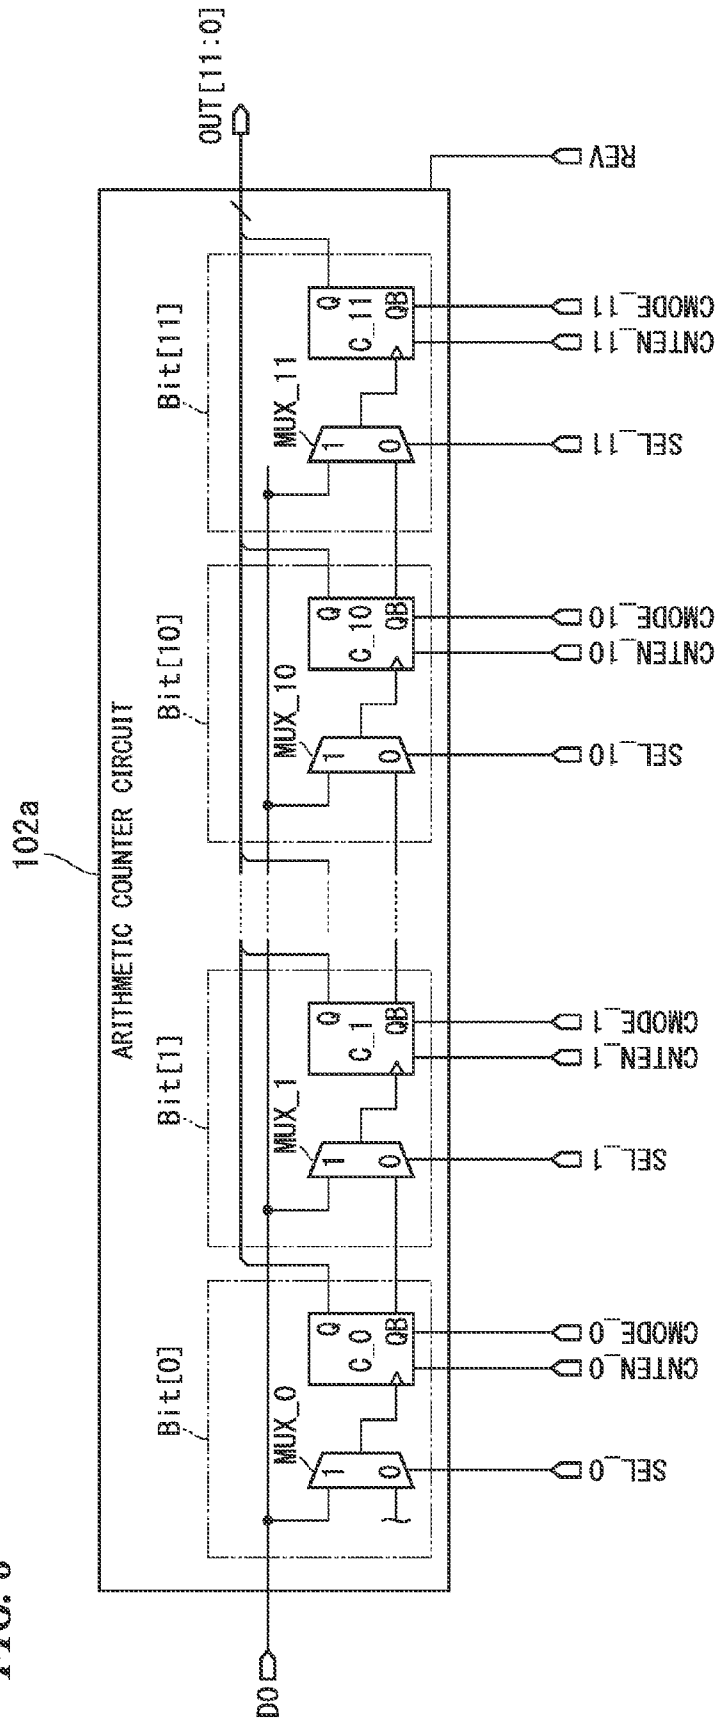 102a
ARITHMETIC COUNTER CIRCUIT
DO
OUT[11:0]
REV
Bit[0]
MUX_0
1
0
C_0
Q
QB
SEL_0
CNTEN_0
CMODE_0
Bit[1]
MUX_1
1
0
C_1
Q
QB
SEL_1
CNTEN_1
CMODE_1
Bit[10]
MUX_10
1
0
C_10
Q
QB
SEL_10
CNTEN_10
CMODE_10
Bit[11]
MUX_11
1
0
C_11
Q
QB
SEL_11
CNTEN_11
CMODE_11